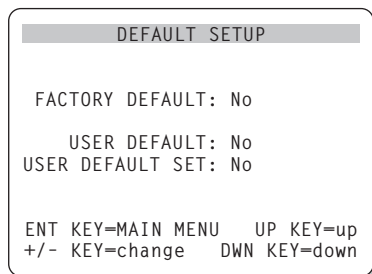 DEFAULT SETUP
FACTORY DEFAULT: No
USER DEFAULT: No
USER DEFAULT SET: No
ENT KEY=MAIN MENU UP KEY=up
+/- KEY=change DWN KEY=down